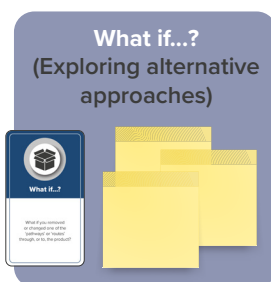 What if...?
(Exploring alternative
approaches)
What if...?
What if you removed
or changed one of the
'pathways' or 'routes'
through, or to, the product?